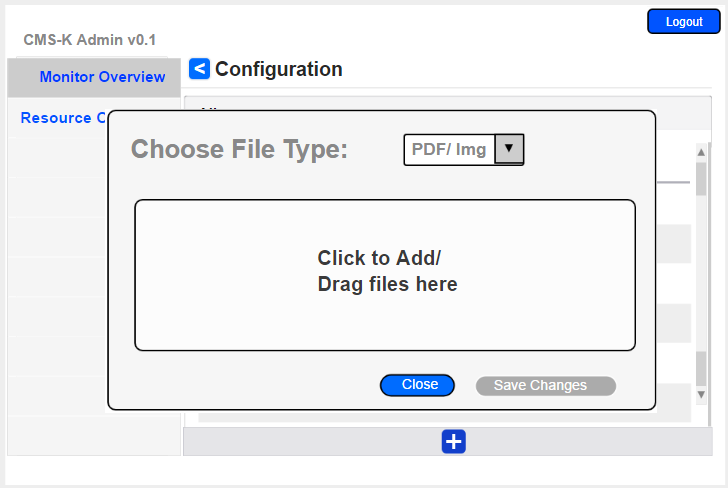 Logout
CMS-K Admin v0.1
Monitor Overview
< Configuration
Resource
Choose File Type:
PDF/ Img
Click to Add/
Drag files here
Close
Save Changes
+